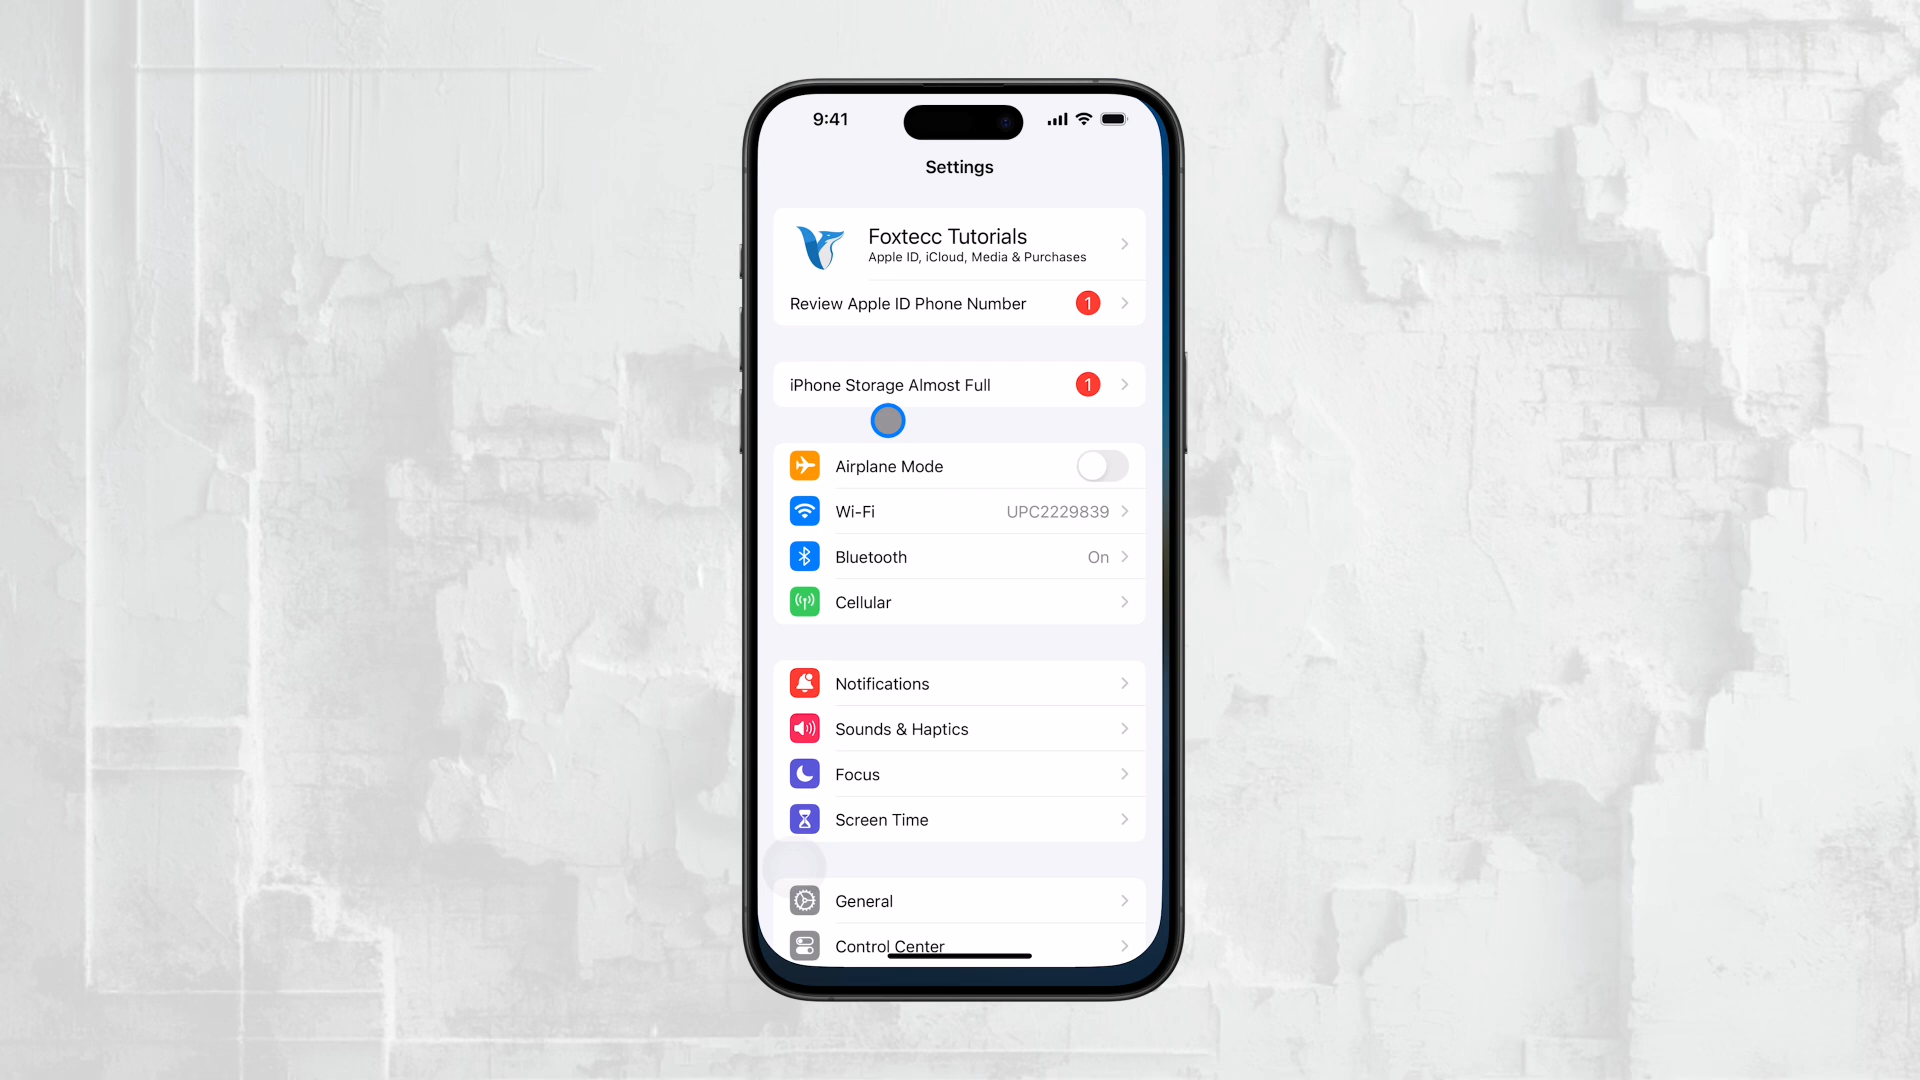 9:41
Settings
Foxtecc Tutorials
Apple ID, iCloud, Media & Purchases
Review Apple ID Phone Number 1
iPhone Storage Almost Full 1
Airplane Mode
Wi-Fi UPC2229839
Bluetooth On
Cellular
Notifications
Sounds & Haptics
Focus
Screen Time
General
Control Center